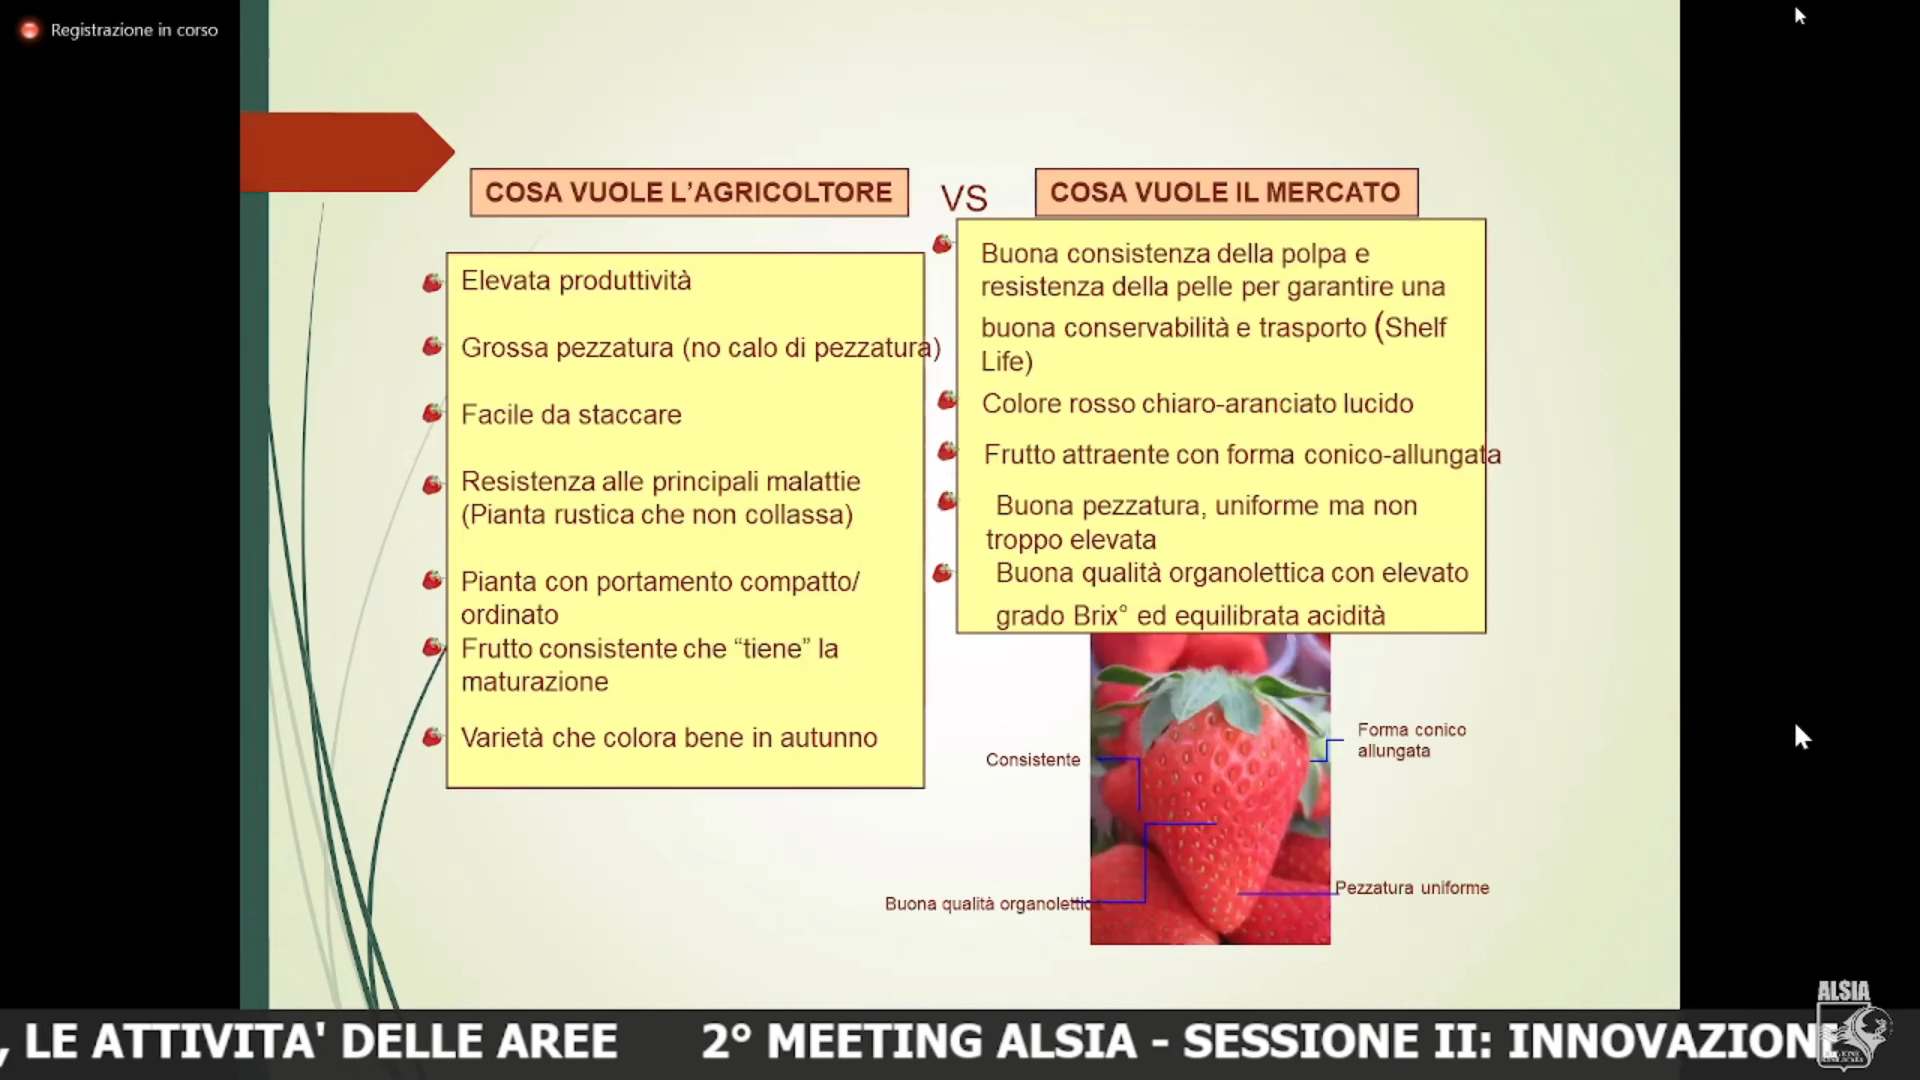 Registrazione in corso
COSA VUOLE L'AGRICOLTORE
VS
COSA VUOLE IL MERCATO
Elevata produttività
Grossa pezzatura (no calo di pezzatura)
Facile da staccare
Resistenza alle principali malattie
(Pianta rustica che non collassa)
Pianta con portamento compatto/
ordinato
Frutto consistente che “tiene” la
maturazione
Varietà che colora bene in autunno
Buona consistenza della polpa e
resistenza della pelle per garantire una
buona conservabilità e trasporto (Shelf
Life)
Colore rosso chiaro-aranciato lucido
Frutto attraente con forma conico-allungata
Buona pezzatura, uniforme ma non
troppo elevata
Buona qualità organolettica con elevato
grado Brix° ed equilibrata acidità
Consistente
Forma conico
allungata
Buona qualità organolettica
Pezzatura uniforme
ALSIA
, LE ATTIVITA' DELLE AREE 2° MEETING ALSIA - SESSIONE II: INNOVAZIONE